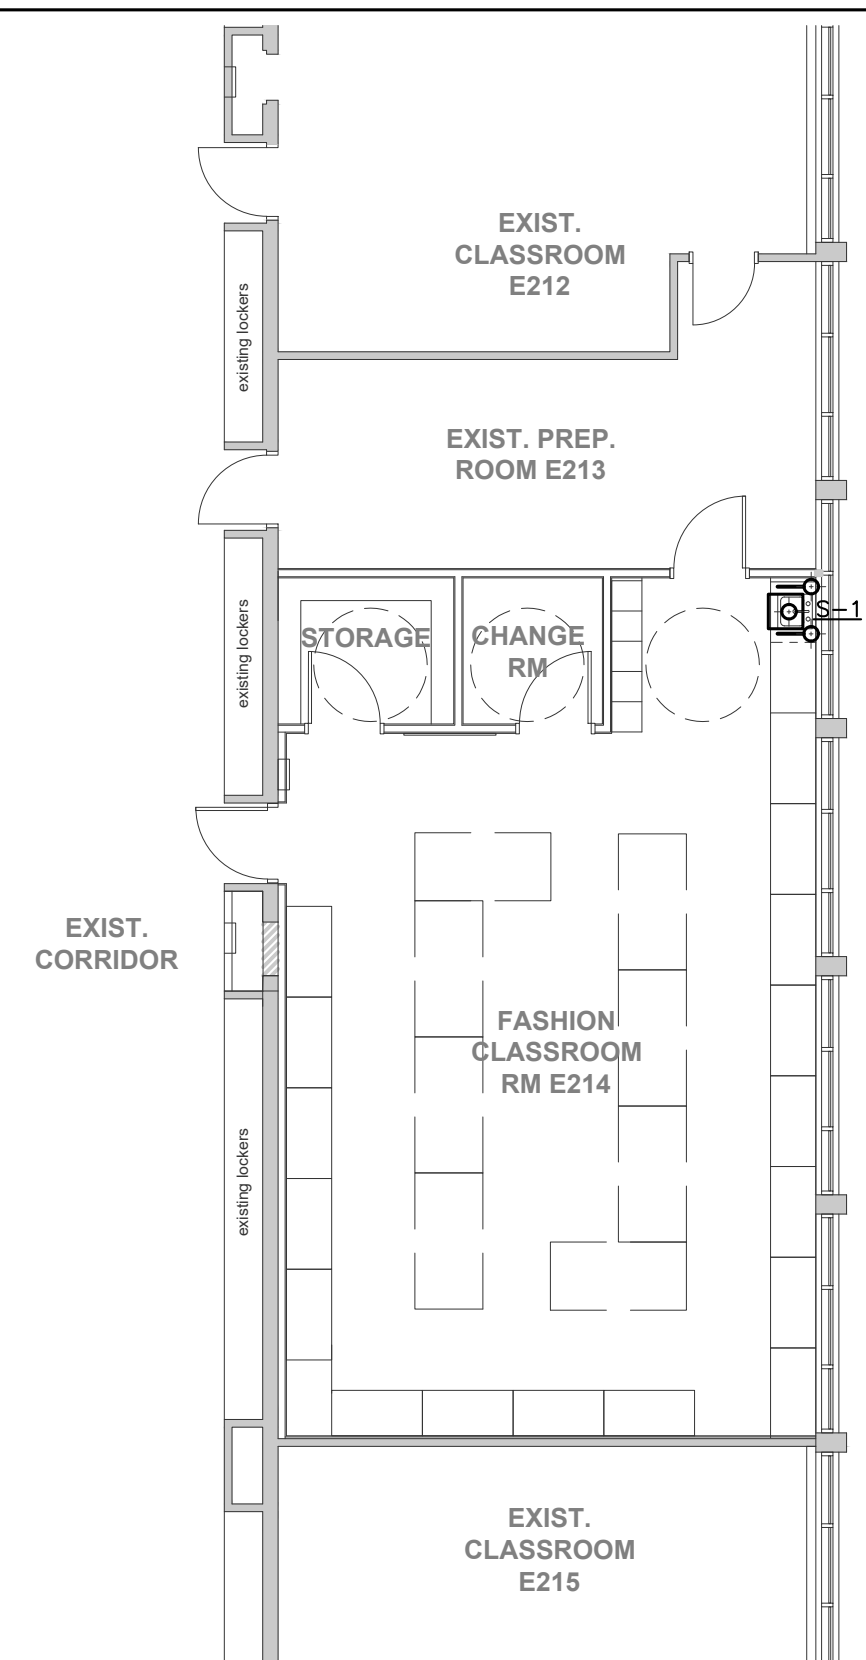 EXIST.
CLASSROOM
E212
existing lockers
EXIST. PREP.
ROOM E213
existing lockers
STORAGE
CHANGE
RM
S-1
EXIST.
CORRIDOR
FASHION
CLASSROOM
RM E214
existing lockers
EXIST.
CLASSROOM
E215